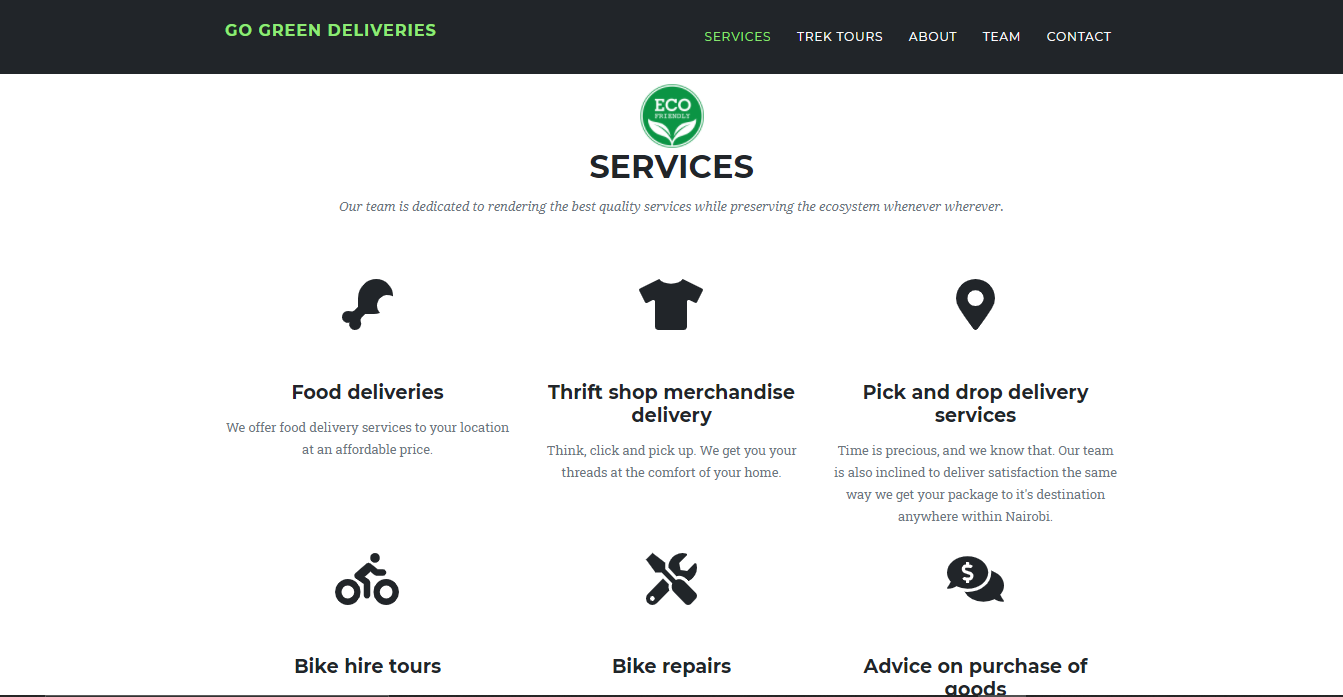 GO GREEN DELIVERIES
SERVICES TREK TOURS ABOUT TEAM CONTACT
ECO
FRIENDLY
SERVICES
Our team is dedicated to rendering the best quality services while preserving the ecosystem whenever wherever.
Food deliveries
We offer food delivery services to your location
at an affordable price.
Thrift shop merchandise
delivery
Think, click and pick up. We get you your
threads at the comfort of your home.
Pick and drop delivery
services
Time is precious, and we know that. Our team
is also inclined to deliver satisfaction the same
way we get your package to it's destination
anywhere within Nairobi.
$
Bike hire tours
Bike repairs
Advice on purchase of
goods